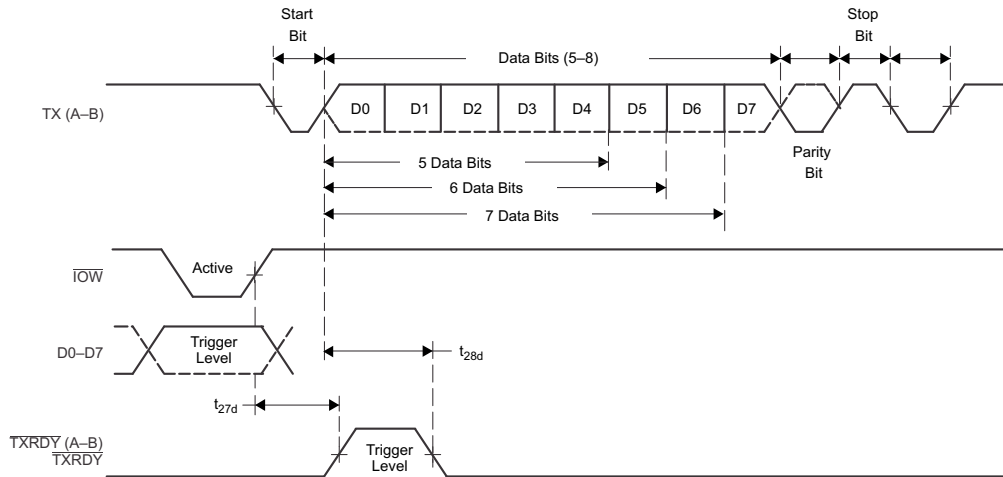 Start
Bit
Stop
Bit
Data Bits (5–8)
TX (A–B)
D0 D1 D2 D3 D4 D5 D6 D7
Parity
Bit
5 Data Bits
6 Data Bits
7 Data Bits
IOW
Active
D0–D7
Trigger
Level
t28d
t27d
TXRDY (A–B)
TXRDY
Trigger
Level